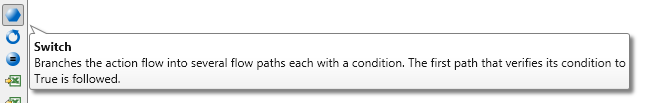 Switch
Branches the action flow into several flow paths each with a condition. The first path that verifies its condition to
True is followed.